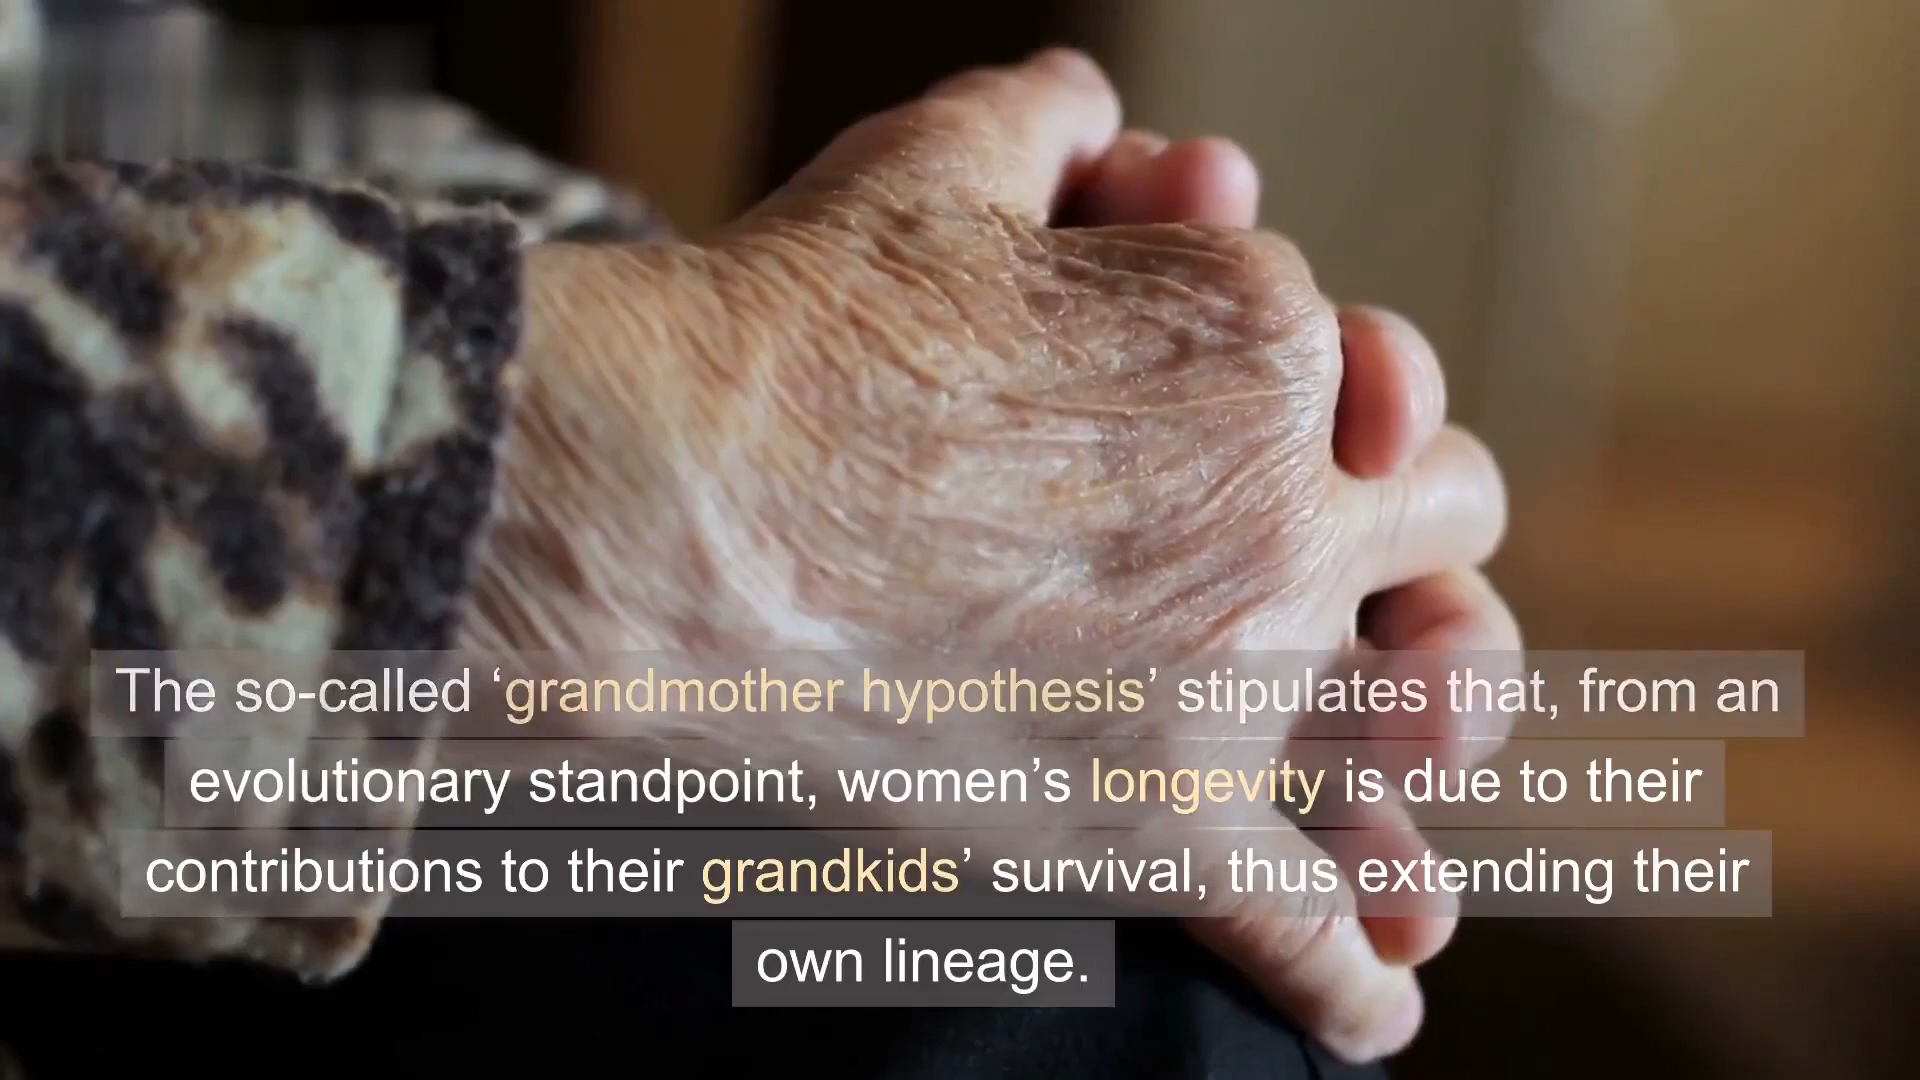 The so-called ‘grandmother hypothesis’ stipulates that, from an
evolutionary standpoint, women’s longevity is due to their
contributions to their grandkids’ survival, thus extending their
own lineage.